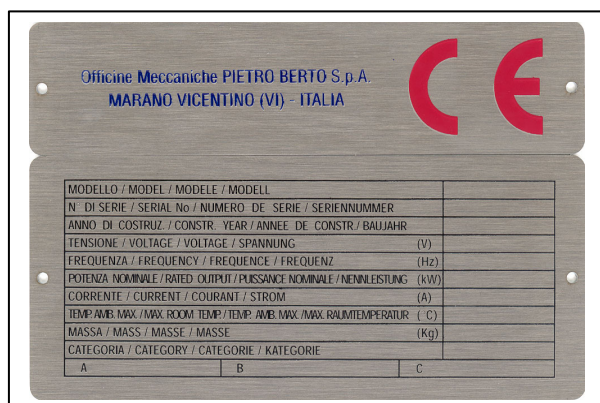 Officine Meccaniche PIETRO BERTO S.p.A.
MARANO VICENTINO (VI) - ITALIA
CE
MODELLO / MODEL / MODELE / MODELL
N. DI SERIE / SERIAL No / NUMERO DE SERIE / SERIENNUMMER
ANNO DI COSTRUZ. / CONSTR. YEAR / ANNEE DE CONSTR. / BAUJAHR
TENSIONE / VOLTAGE / VOLTAGE / SPANNUNG (V)
FREQUENZA / FREQUENCY / FREQUENCE / FREQUENZ (Hz)
POTENZA NOMINALE / RATED OUTPUT / PUISSANCE NOMINALE / NENNLEISTUNG (kW)
CORRENTE / CURRENT / COURANT / STROM (A)
TEMP. AMB. MAX. / MAX. ROOM TEMP. / TEMP. AMB. MAX. / MAX. RAUMTEMPERATUR (°C)
MASSA / MASS / MASSE / MASSE (Kg)
CATEGORIA / CATEGORY / CATEGORIE / KATEGORIE
A B C